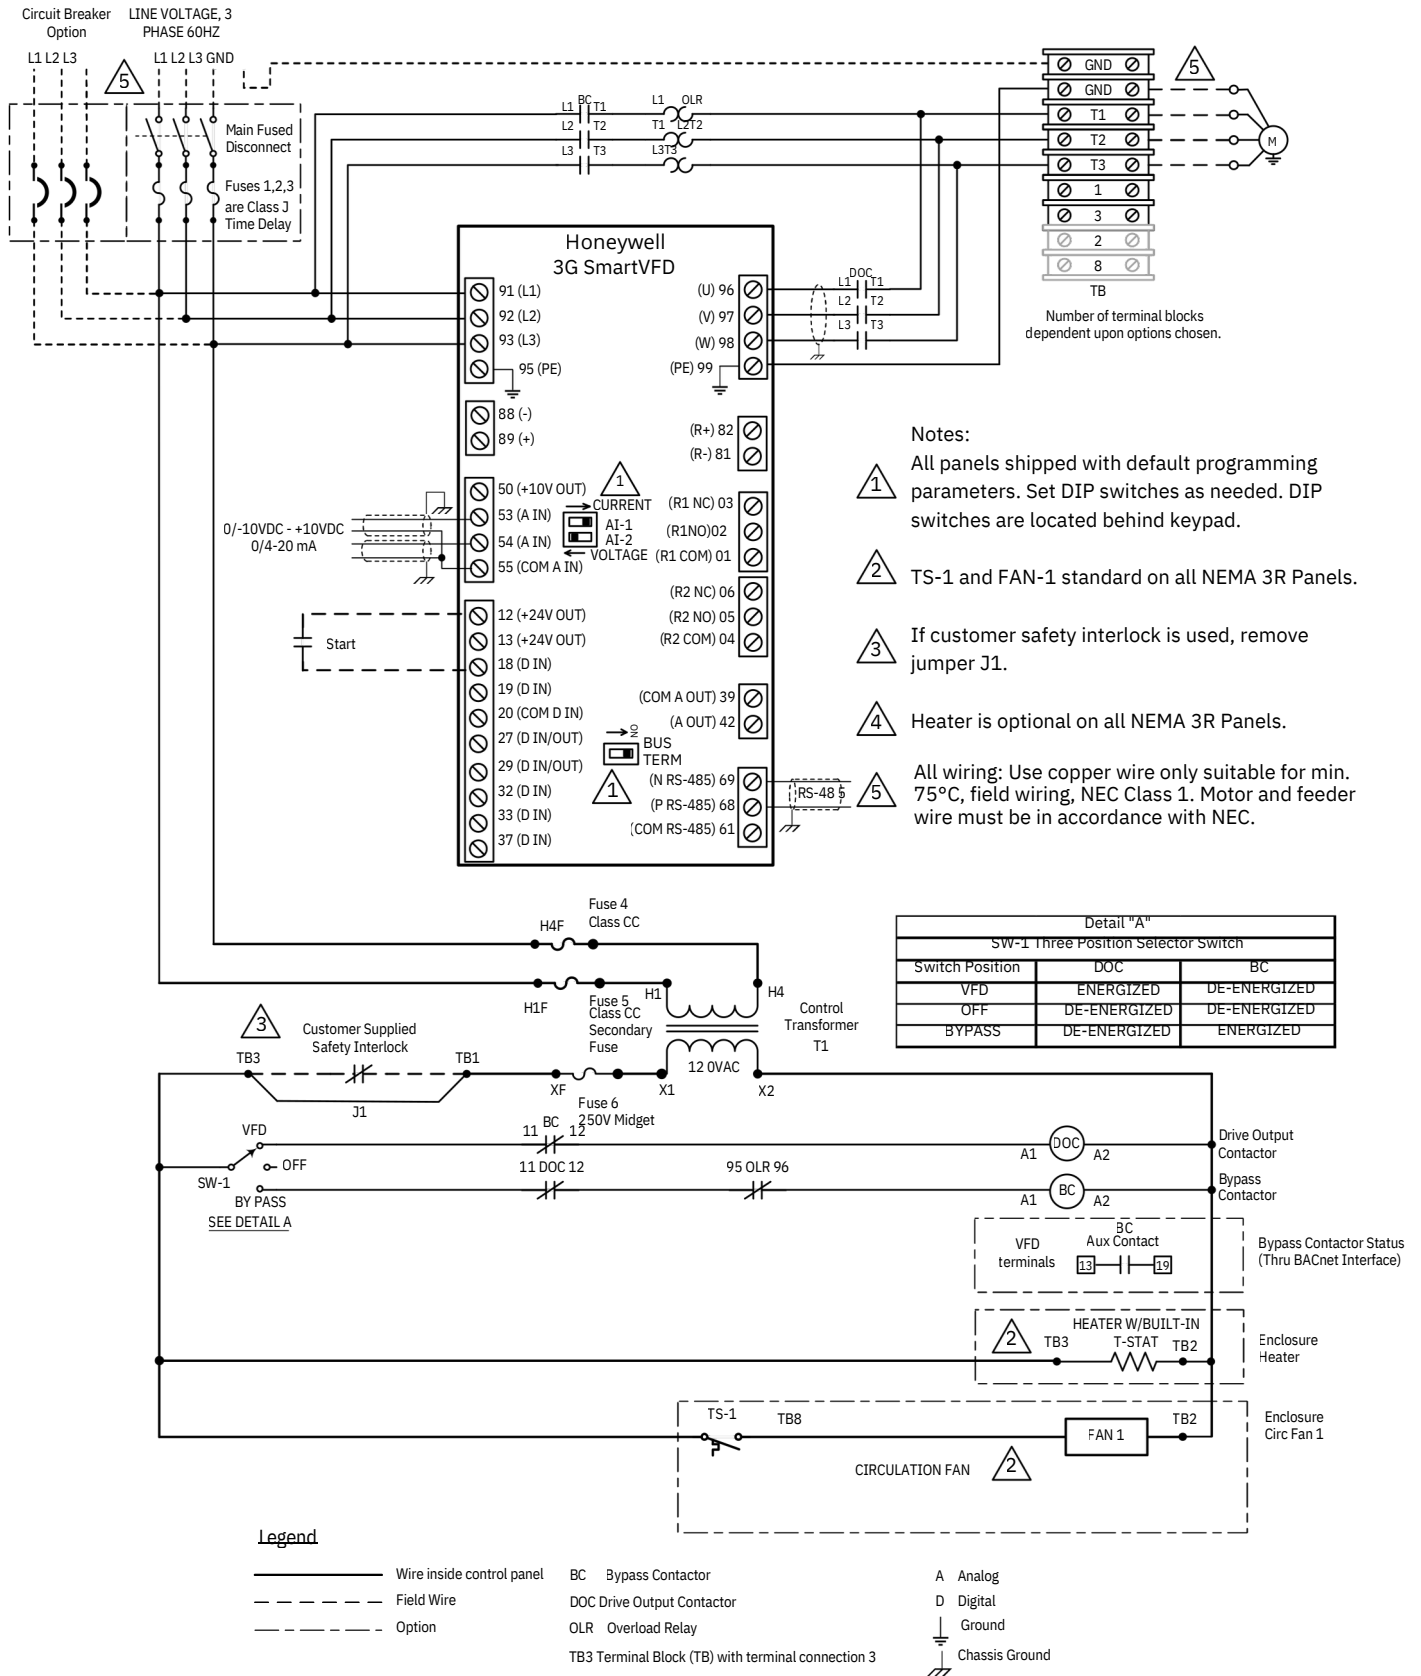 Circuit Breaker
Option
L1 L2 L3
LINE VOLTAGE, 3
PHASE 60HZ
L1 L2 L3 GND
5
Main Fused
Disconnect
Fuses 1,2,3
are Class J
Time Delay
BC
L1 T1
L2 T2
L3 T3
L1 OLR
T1 L2T2
L3T3
GND
GND
T1
T2
T3
1
3
2
8
TB
5
M
Number of terminal blocks
dependent upon options chosen.
Honeywell
3G SmartVFD
91 (L1)
92 (L2)
93 (L3)
95 (PE)
88 (-)
89 (+)
50 (+10V OUT)
53 (A IN)
54 (A IN)
55 (COM A IN)
12 (+24V OUT)
13 (+24V OUT)
18 (D IN)
19 (D IN)
20 (COM D IN)
27 (D IN/OUT)
29 (D IN/OUT)
32 (D IN)
33 (D IN)
37 (D IN)
1
CURRENT
AI-1
AI-2
VOLTAGE
NO
BUS
TERM
1
(U) 96
(V) 97
(W) 98
(PE) 99
(R+) 82
(R-) 81
(R1 NC) 03
(R1NO)02
(R1 COM) 01
(R2 NC) 06
(R2 NO) 05
(R2 COM) 04
(COM A OUT) 39
(A OUT) 42
(N RS-485) 69
(P RS-485) 68
(COM RS-485) 61
DOC
L1 T1
L2 T2
L3 T3
RS-48 5
0/-10VDC - +10VDC
0/4-20 mA
Start
Notes:
1
All panels shipped with default programming
parameters. Set DIP switches as needed. DIP
switches are located behind keypad.
2
TS-1 and FAN-1 standard on all NEMA 3R Panels.
3
If customer safety interlock is used, remove
jumper J1.
4
Heater is optional on all NEMA 3R Panels.
5
All wiring: Use copper wire only suitable for min.
75°C, field wiring, NEC Class 1. Motor and feeder
wire must be in accordance with NEC.
Fuse 4
Class CC
H4F
H1F
Fuse 5
Class CC
Secondary
Fuse
H1
H4
Control
Transformer
T1
12 0VAC
X1
X2
XF
Fuse 6
250V Midget
Detail "A"
SW-1 Three Position Selector Switch
Switch Position DOC BC
VFD ENERGIZED DE-ENERGIZED
OFF DE-ENERGIZED DE-ENERGIZED
BYPASS DE-ENERGIZED ENERGIZED
3
Customer Supplied
Safety Interlock
TB3
TB1
J1
VFD
OFF
SW-1
BY PASS
SEE DETAIL A
11 BC 12
11 DOC 12
95 OLR 96
A1 DOC A2
Drive Output
Contactor
A1 BC A2
Bypass
Contactor
VFD
terminals
BC
Aux Contact
13 19
Bypass Contactor Status
(Thru BACnet Interface)
2
HEATER W/BUILT-IN
TB3 T-STAT TB2
Enclosure
Heater
TS-1
TB8
FAN 1
TB2
Enclosure
Circ Fan 1
CIRCULATION FAN
2
Legend
Wire inside control panel
Field Wire
Option
BC Bypass Contactor
DOC Drive Output Contactor
OLR Overload Relay
TB3 Terminal Block (TB) with terminal connection 3
A Analog
D Digital
Ground
Chassis Ground